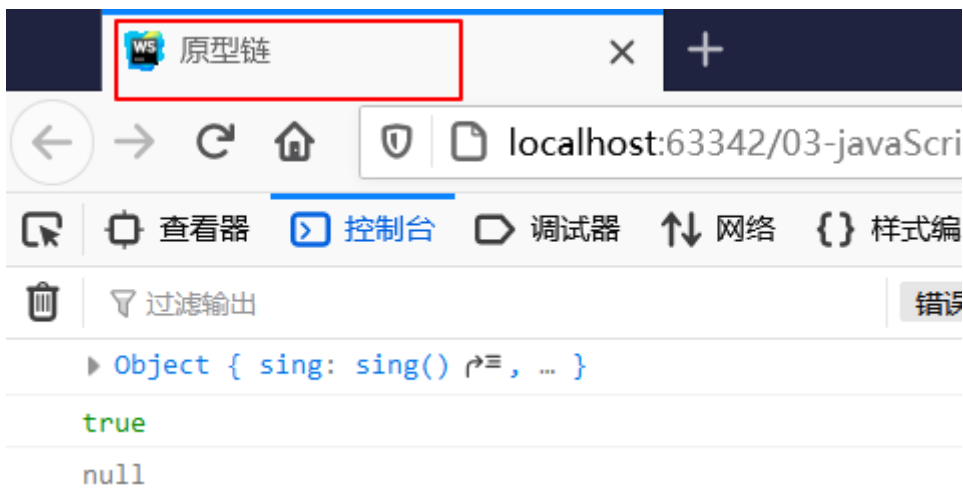 WS 原型链
localhost:63342/03-javaScri
查看器 控制台 调试器 网络 {} 样式编
过滤输出 错误
Object { sing: sing() , … }
true
null